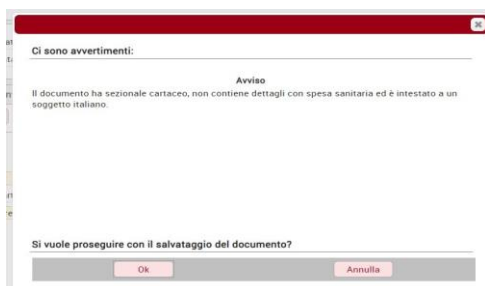 Ci sono avvertimenti:
Avviso
Il documento ha sezionale cartaceo, non contiene dettagli con spesa sanitaria ed è intestato a un
soggetto italiano.
Si vuole proseguire con il salvataggio del documento?
Ok Annulla